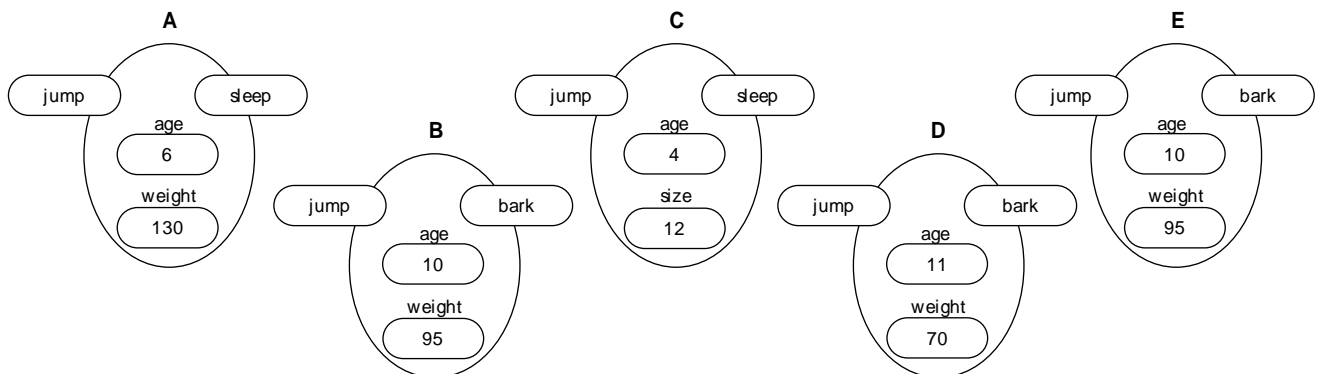 A
jump
sleep
age
6
weight
130
B
jump
bark
age
10
weight
95
C
jump
sleep
age
4
size
12
D
jump
bark
age
11
weight
70
E
jump
bark
age
10
weight
95